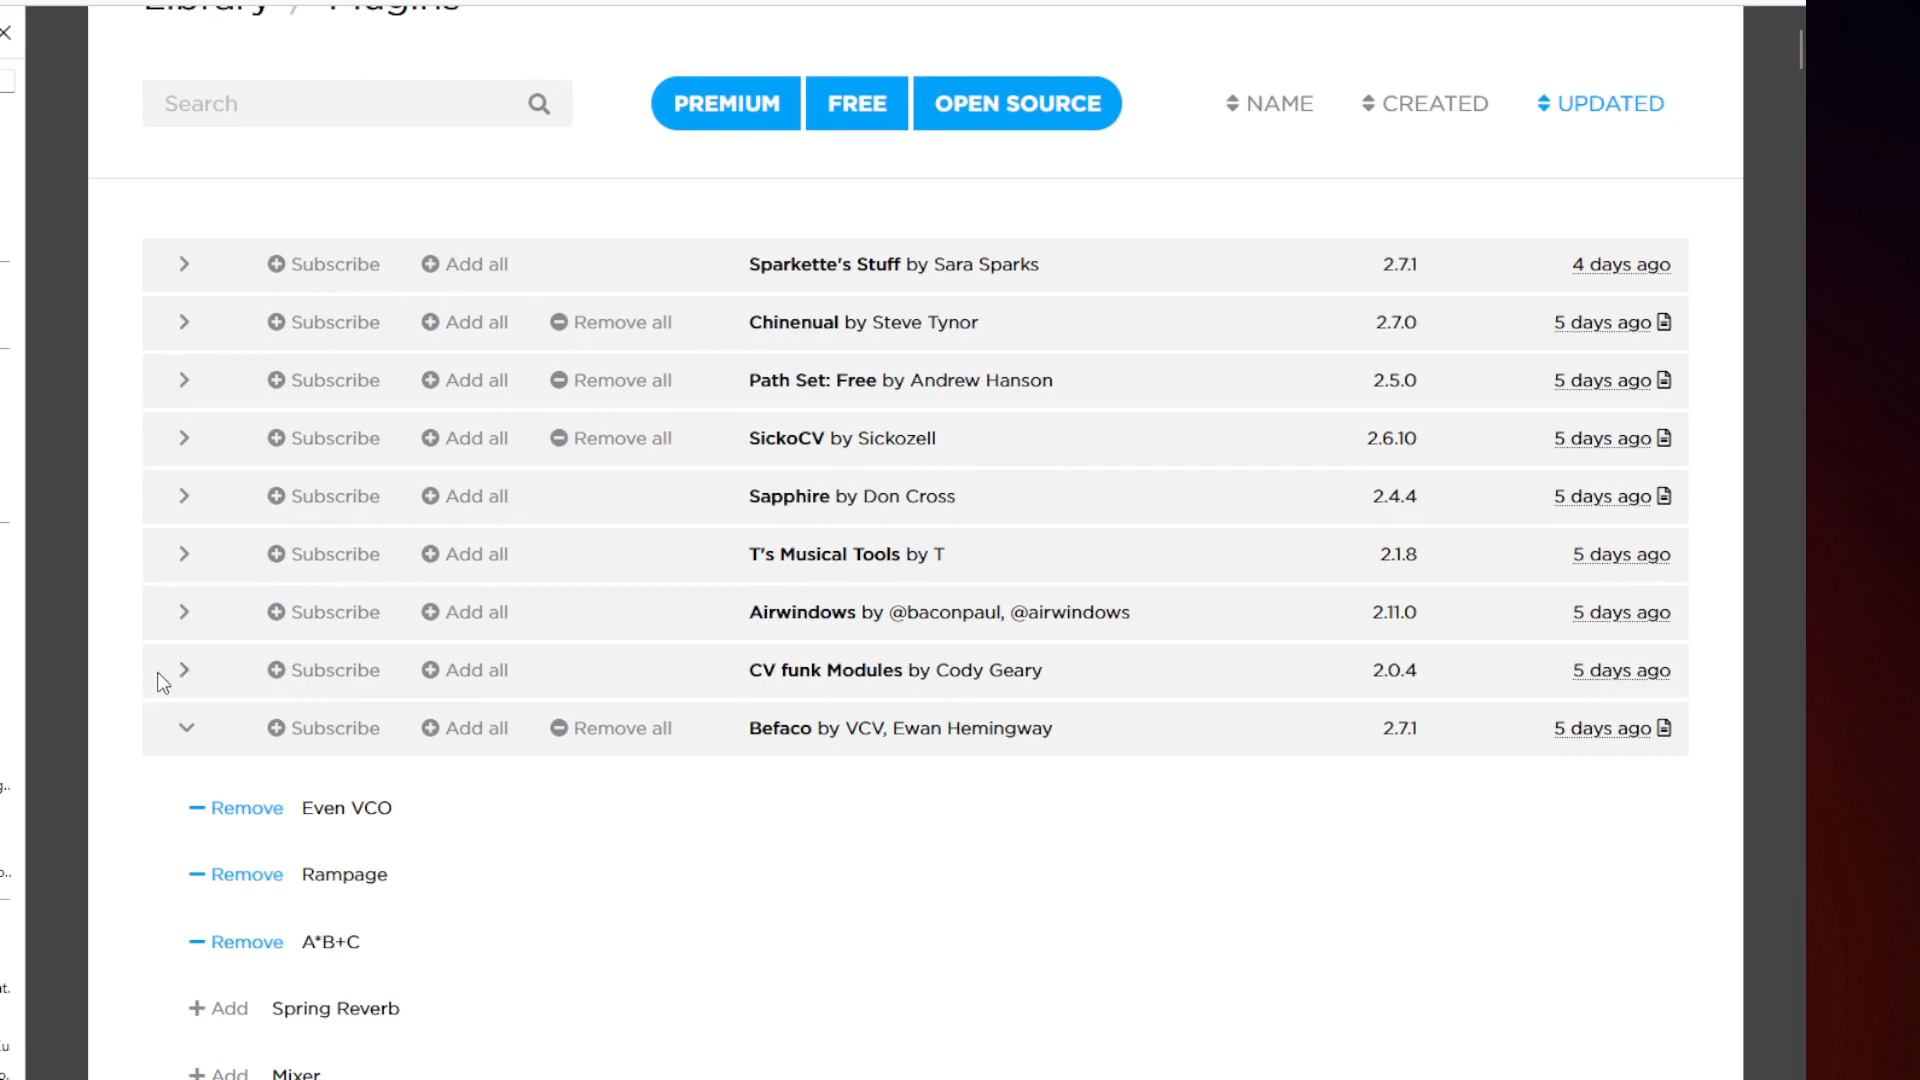 Library / Plugins
Search
PREMIUM FREE OPEN SOURCE
NAME CREATED UPDATED
Subscribe Add all Sparkette's Stuff by Sara Sparks 2.7.1 4 days ago
Subscribe Add all Remove all Chinenual by Steve Tynor 2.7.0 5 days ago
Subscribe Add all Remove all Path Set: Free by Andrew Hanson 2.5.0 5 days ago
Subscribe Add all Remove all SickoCV by Sickozell 2.6.10 5 days ago
Subscribe Add all Sapphire by Don Cross 2.4.4 5 days ago
Subscribe Add all T's Musical Tools by T 2.1.8 5 days ago
Subscribe Add all Airwindows by @baconpaul, @airwindows 2.11.0 5 days ago
Subscribe Add all CV funk Modules by Cody Geary 2.0.4 5 days ago
Subscribe Add all Remove all Befaco by VCV, Ewan Hemingway 2.7.1 5 days ago
Remove Even VCO
Remove Rampage
Remove A*B+C
Add Spring Reverb
Add Mixer